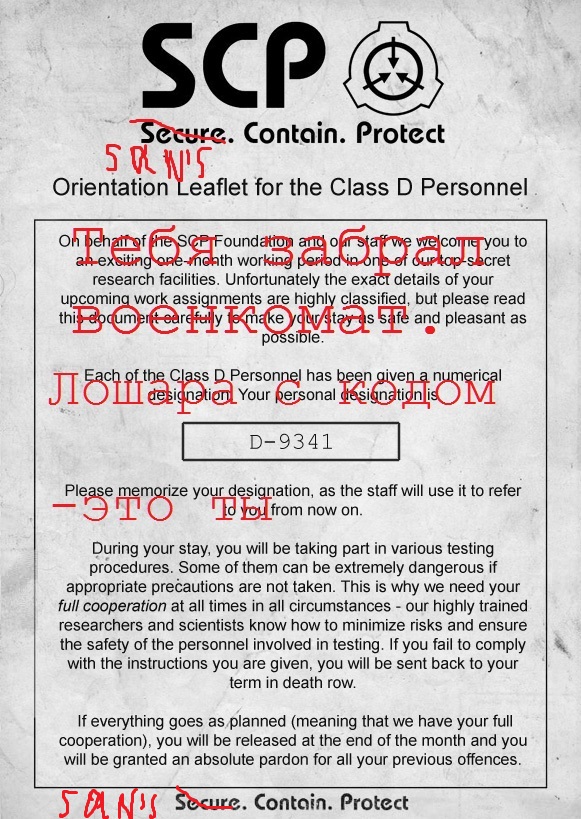 SCP
Secure. Contain. Protect
SANS
Orientation Leaflet for the Class D Personnel
On behalf of the SCP Foundation and our staff we welcome you to
an exciting one-month working period in one of our top-secret
research facilities. Unfortunately the exact details of your
upcoming work assignments are highly classified, but please read
this document carefully to make your stay as safe and pleasant as
possible.
Тебя забрал
военкомат.
Each of the Class D Personnel has been given a numerical
designation. Your personal designation is
Лошара с кодом
D-9341
Please memorize your designation, as the staff will use it to refer
to you from now on.
-это ты
During your stay, you will be taking part in various testing
procedures. Some of them can be extremely dangerous if
appropriate precautions are not taken. This is why we need your
full cooperation at all times in all circumstances - our highly trained
researchers and scientists know how to minimize risks and ensure
the safety of the personnel involved in testing. If you fail to comply
with the instructions you are given, you will be sent back to your
term in death row.
If everything goes as planned (meaning that we have your full
cooperation), you will be released at the end of the month and you
will be granted an absolute pardon for all your previous offences.
SANS Secure. Contain. Protect